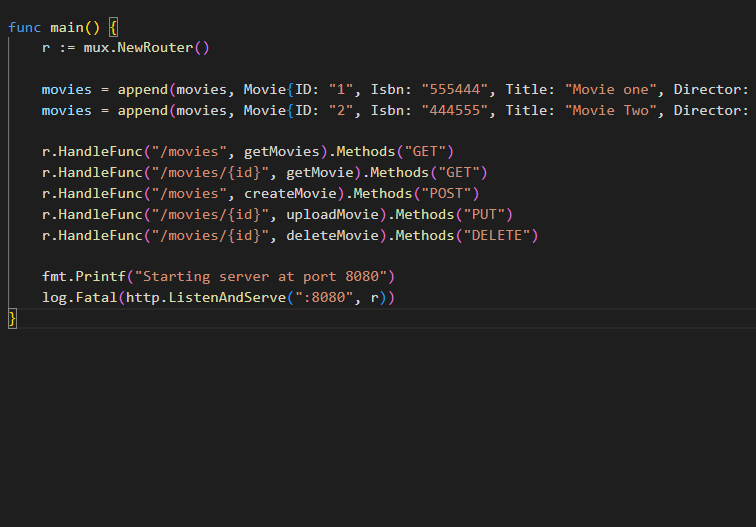 func main() {
    r := mux.NewRouter()

    movies = append(movies, Movie{ID: "1", Isbn: "555444", Title: "Movie one", Director:
    movies = append(movies, Movie{ID: "2", Isbn: "444555", Title: "Movie Two", Director:

    r.HandleFunc("/movies", getMovies).Methods("GET")
    r.HandleFunc("/movies/{id}", getMovie).Methods("GET")
    r.HandleFunc("/movies", createMovie).Methods("POST")
    r.HandleFunc("/movies/{id}", uploadMovie).Methods("PUT")
    r.HandleFunc("/movies/{id}", deleteMovie).Methods("DELETE")

    fmt.Printf("Starting server at port 8080")
    log.Fatal(http.ListenAndServe(":8080", r))
}